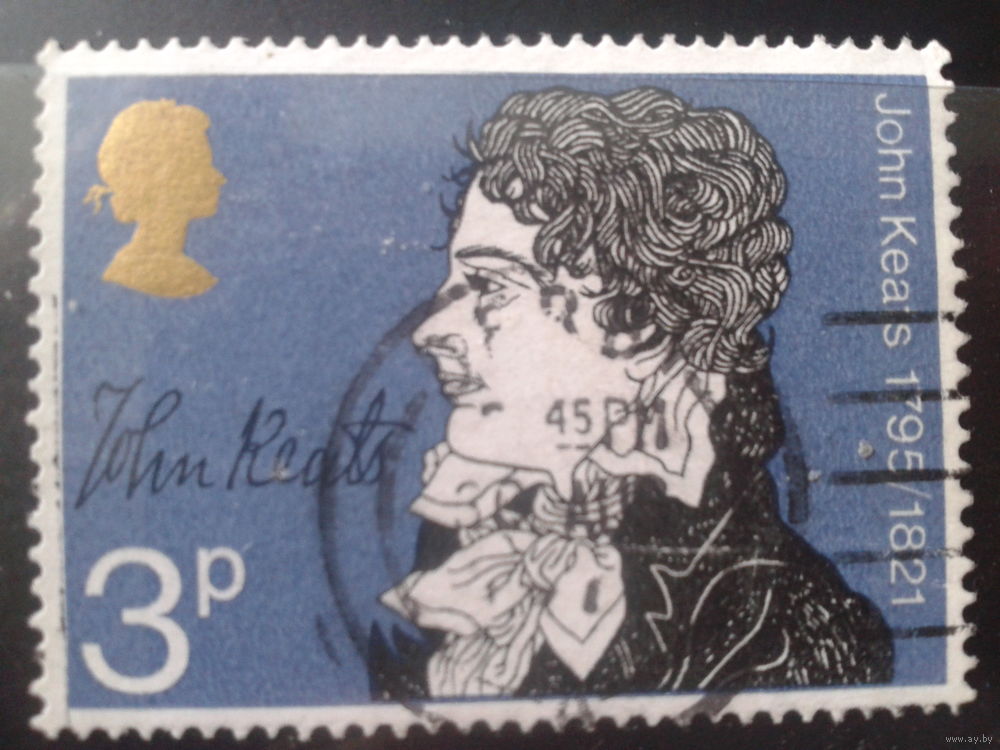 John Keats 1795/1821
John Keats
45 PM
3p
www.ay.by